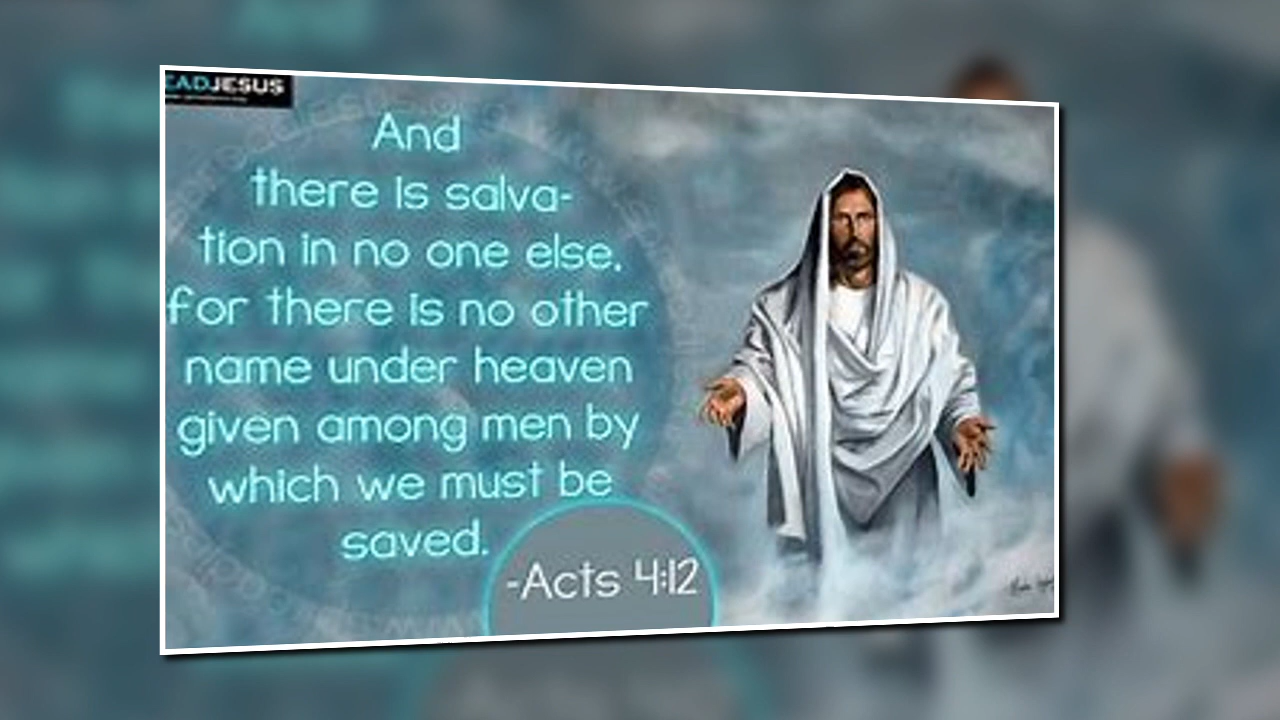 EADJESUS
And
there is salva-
tion in no one else,
for there is no other
name under heaven
given among men by
which we must be
saved.
-Acts 4:12